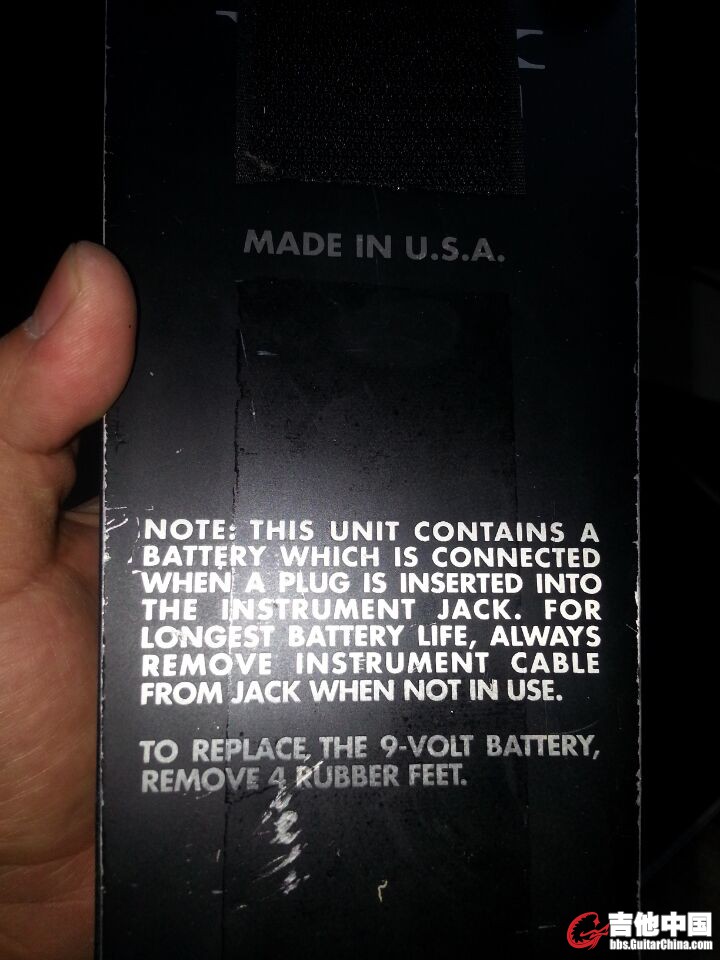 MADE IN U.S.A.
NOTE: THIS UNIT CONTAINS A
BATTERY WHICH IS CONNECTED
WHEN A PLUG IS INSERTED INTO
THE INSTRUMENT JACK. FOR
LONGEST BATTERY LIFE, ALWAYS
REMOVE INSTRUMENT CABLE
FROM JACK WHEN NOT IN USE.
TO REPLACE THE 9-VOLT BATTERY,
REMOVE 4 RUBBER FEET.
吉他中国
bbs.GuitarChina.com